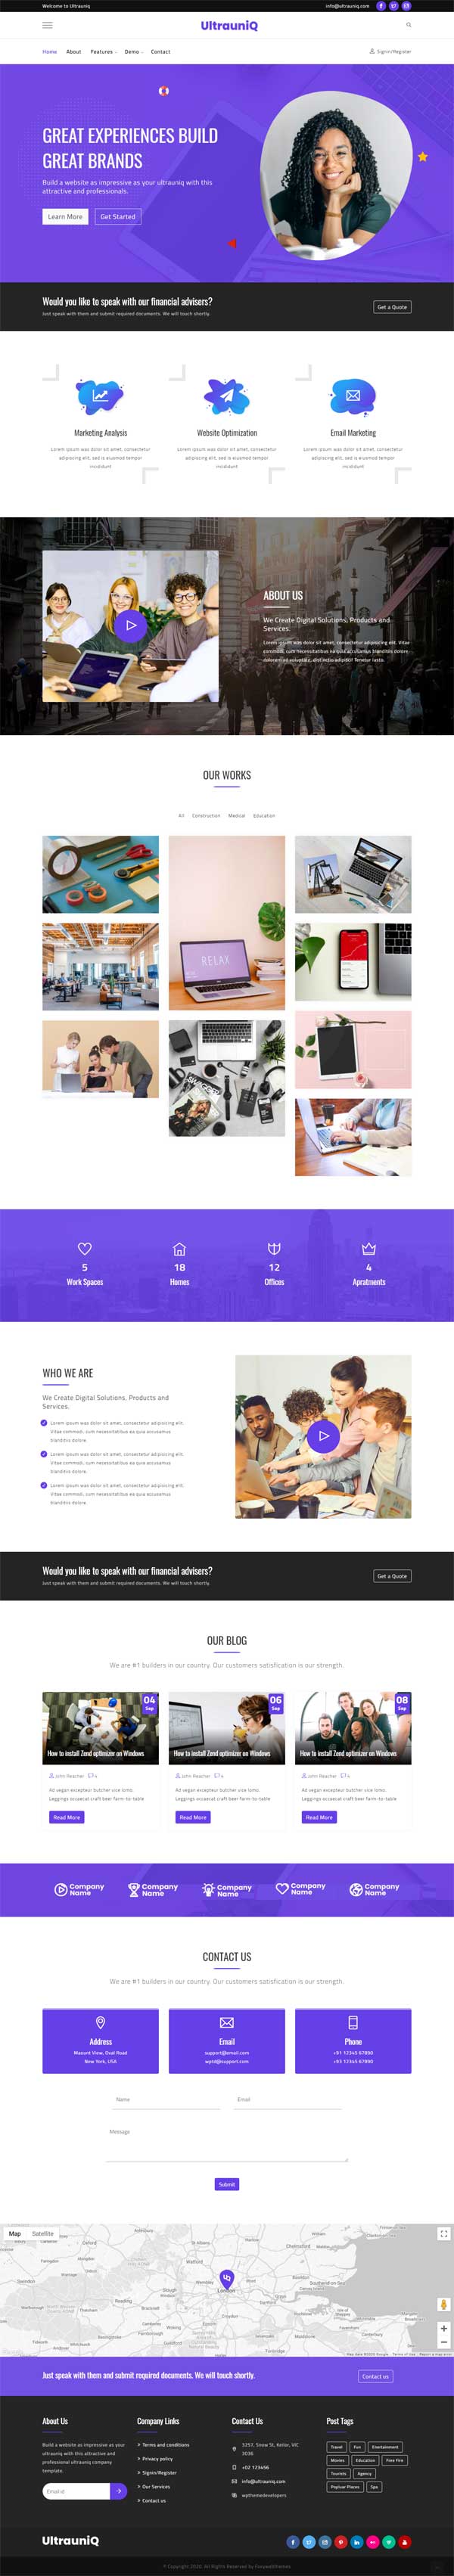 Welcome to Ultrauniq
info@ultrauniq.com
UltrauniQ
Home About Features Demo Contact
Signin/Register
GREAT EXPERIENCES BUILD
GREAT BRANDS
Build a website as impressive as your ultrauniq with this
attractive and professionals.
Learn More Get Started
Would you like to speak with our financial advisers?
Just speak with them and submit required documents. We will touch shortly.
Get a Quote
Marketing Analysis
Lorem ipsum was dolor sit amet, consectetur
adipiscing elit, sed is eiusmod tempor
incididunt
Website Optimization
Lorem ipsum was dolor sit amet, consectetur
adipiscing elit, sed is eiusmod tempor
incididunt
Email Marketing
Lorem ipsum was dolor sit amet, consectetur
adipiscing elit, sed is eiusmod tempor
incididunt
ABOUT US
We Create Digital Solutions, Products and
Services.
Lorem ipsum was dolor sit amet, consectetur adipiscing elit. Vitae
commodi, cum necessitatibus ea quia accusamus blanditiis dolore
OUR WORKS
All Construction Medical Education
RELAX
5
Work Spaces
18
Homes
12
Offices
4
Apratments
WHO WE ARE
We Create Digital Solutions, Products and
Services.
Lorem ipsum was dolor sit amet, consectetur adipiscing elit.
Vitae commodi, cum necessitatibus ea quia accusamus
blanditiis dolore
Lorem ipsum was dolor sit amet, consectetur adipiscing elit.
Vitae commodi, cum necessitatibus ea quia accusamus
blanditiis dolore
Lorem ipsum was dolor sit amet, consectetur adipiscing elit.
Vitae commodi, cum necessitatibus ea quia accusamus
blanditiis dolore
Would you like to speak with our financial advisers?
Just speak with them and submit required documents. We will touch shortly.
Get a Quote
OUR BLOG
We are #1 builders in our country. Our customers satisfication is our strength.
04
Sep
How to install Zend optimizer on Windows
John Reacher 4
Ad vegan excepteur butcher vice lomo.
Leggings occaecat craft beer farm-to-table
Read More
06
Sep
How to install Zend optimizer on Windows
John Reacher 4
Ad vegan excepteur butcher vice lomo.
Leggings occaecat craft beer farm-to-table
Read More
08
Sep
How to install Zend optimizer on Windows
John Reacher 4
Ad vegan excepteur butcher vice lomo.
Leggings occaecat craft beer farm-to-table
Read More
Company
Name
Company
Name
Company
Name
Company
Name
Company
Name
CONTACT US
We are #1 builders in our country. Our customers satisfication is our strength.
Address
Masunt View, Oval Road
New York, USA
Email
support@email.com
wptd@support.com
Phone
+91 12345 67890
+93 12345 67890
Name
Email
Message
Submit
Map Satellite
Oxford
Watford
Chelmsford
London
Slough
Reading
Croydon
Guildford
Maidstone
Just speak with them and submit required documents. We will touch shortly.
Contact us
About Us
Build a website as impressive as your
ultrauniq with this attractive and
professional ultrauniq company
template.
Email id
Company Links
Terms and conditions
Privacy policy
Signin/Register
Our Services
Contact us
Contact Us
3257, Snow St, Keilor, VIC
3036
+02 123456
info@ultrauniq.com
wpthemedevelopers
Post Tags
Travel Fun Enertainment
Movies Education Free Fire
Tourists Agency
Popluar Places Spa
UltrauniQ
© Copyright 2020. All Rights Reserved by Easywebthemes